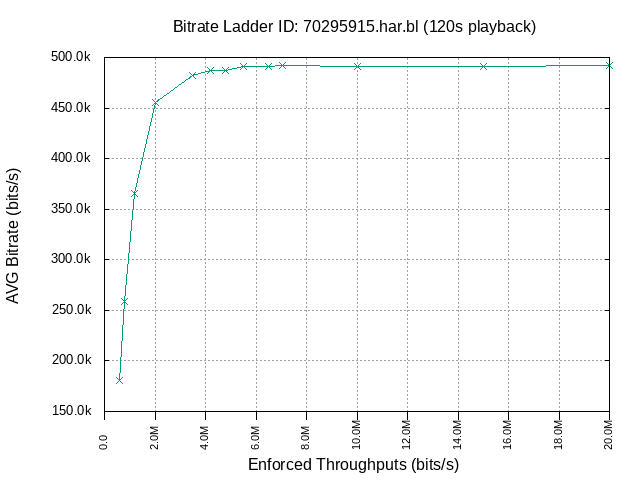 Bitrate Ladder ID: 70295915.har.bl (120s playback)
500.0k
450.0k
400.0k
350.0k
300.0k
250.0k
200.0k
150.0k
AVG Bitrate (bits/s)
0.0
2.0M
4.0M
6.0M
8.0M
10.0M
12.0M
14.0M
16.0M
18.0M
20.0M
Enforced Throughputs (bits/s)